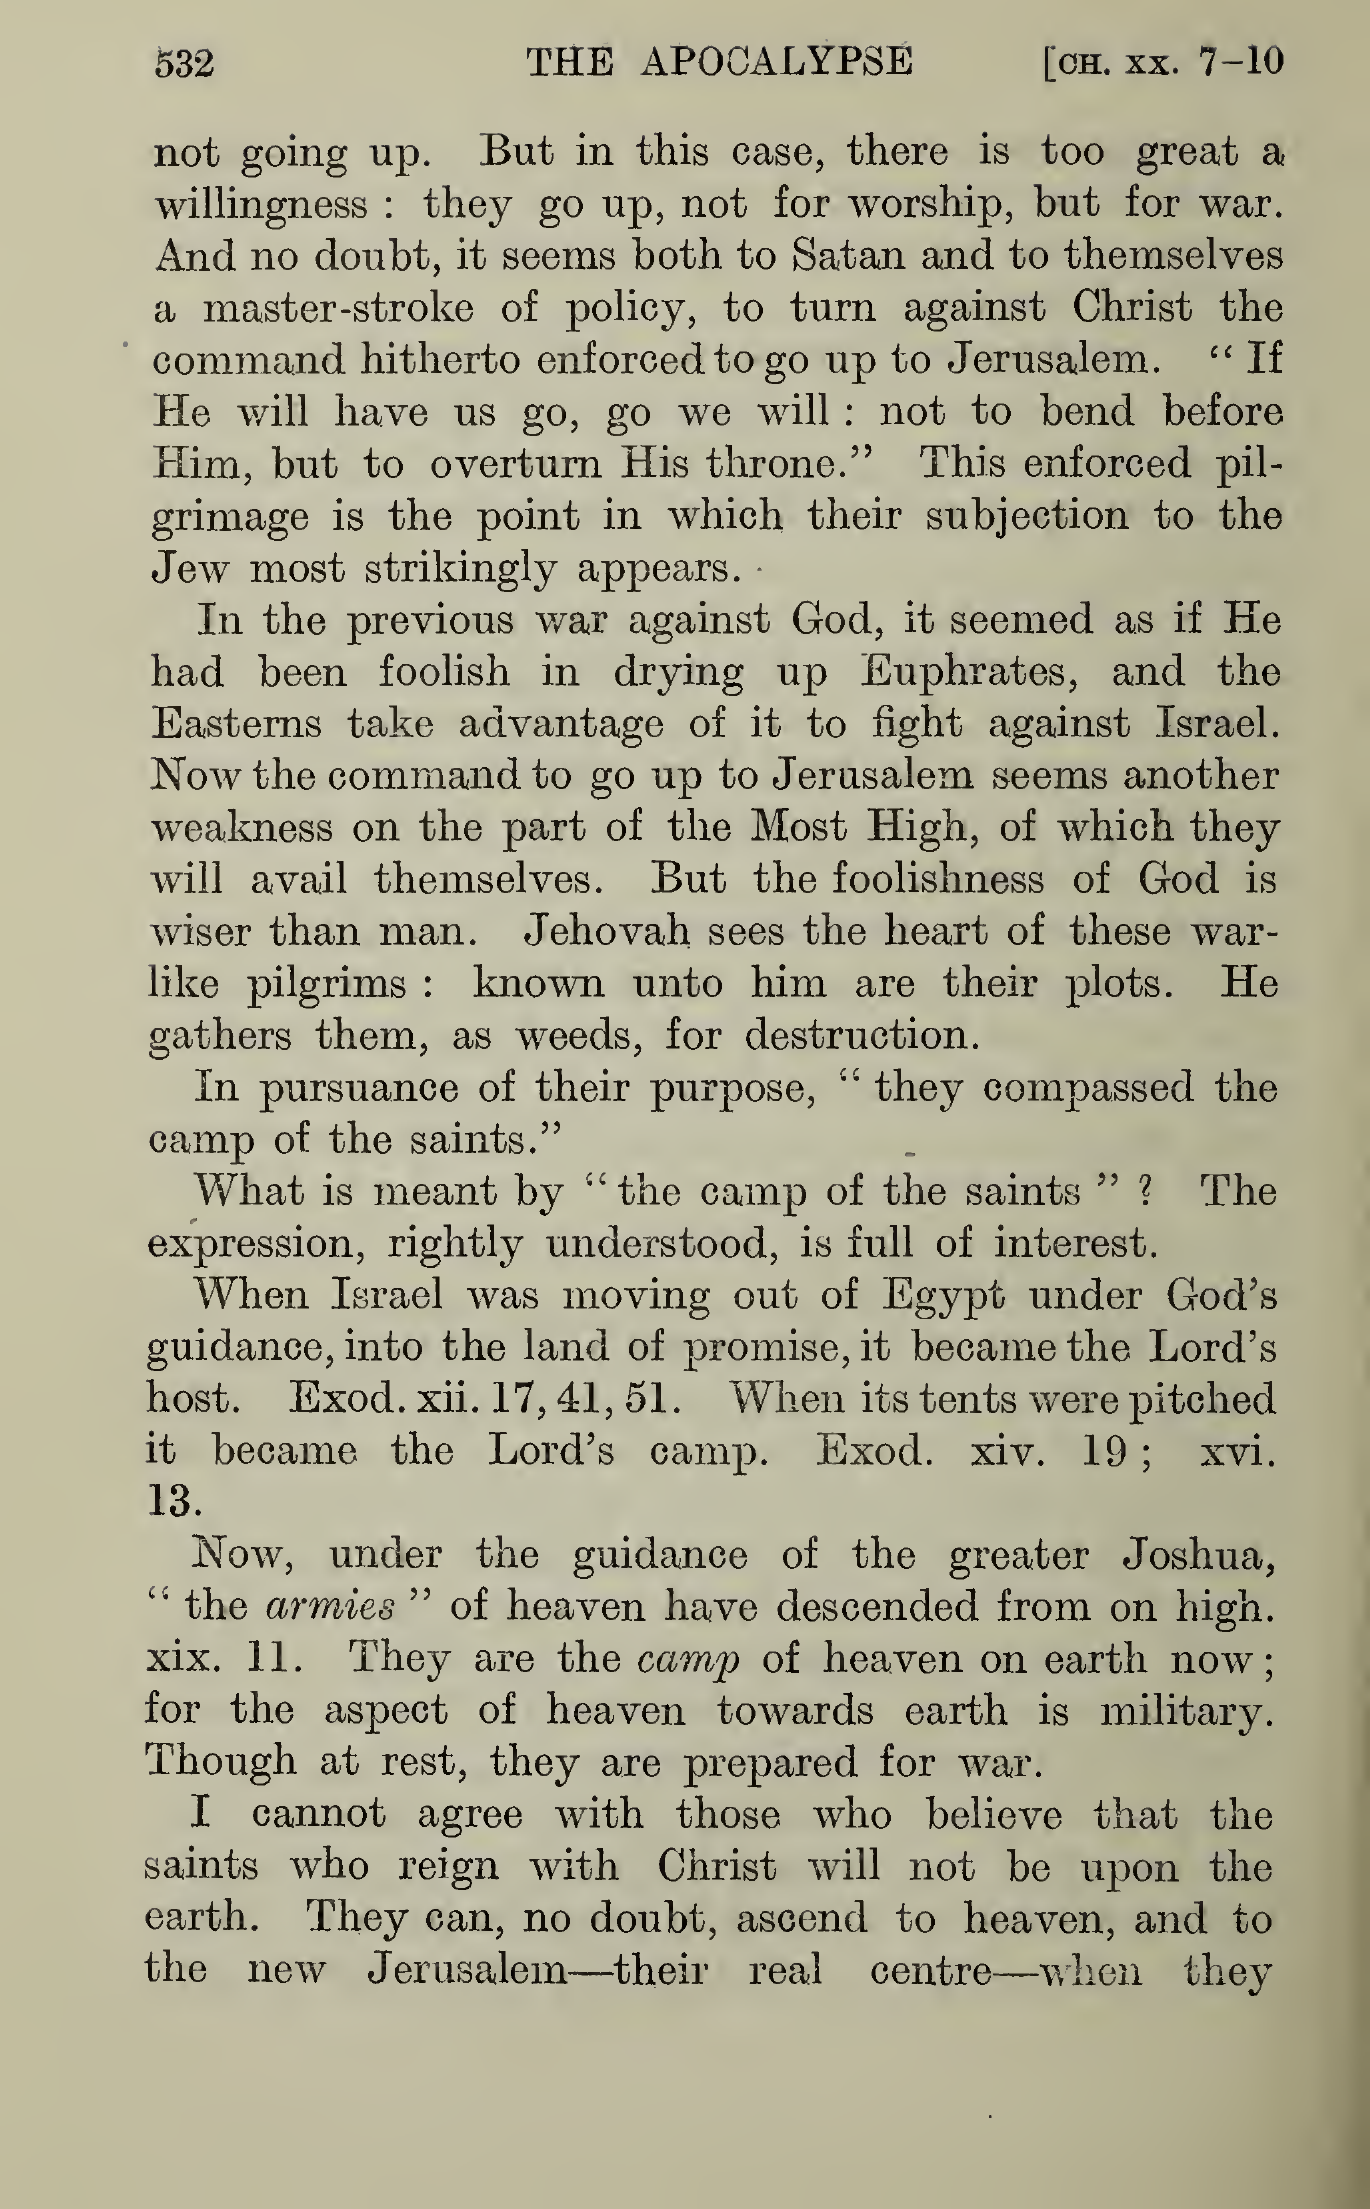 532 THE APOCALYPSE [CH. XX. 7-10
not going up. But in this case, there is too great a
willingness : they go up, not for worship, but for war.
And no doubt, it seems both to Satan and to themselves
a master-stroke of policy, to turn against Christ the
command hitherto enforced to go up to Jerusalem. “ If
He will have us go, go we will : not to bend before
Him, but to overturn His throne.” This enforced pil-
grimage is the point in which their subjection to the
Jew most strikingly appears.
In the previous war against God, it seemed as if He
had been foolish in drying up Euphrates, and the
Easterns take advantage of it to fight against Israel.
Now the command to go up to Jerusalem seems another
weakness on the part of the Most High, of which they
will avail themselves. But the foolishness of God is
wiser than man. Jehovah sees the heart of these war-
like pilgrims : known unto him are their plots. He
gathers them, as weeds, for destruction.
In pursuance of their purpose, “ they compassed the
camp of the saints.”
What is meant by “ the camp of the saints ” ? The
expression, rightly understood, is full of interest.
When Israel was moving out of Egypt under God’s
guidance, into the land of promise, it became the Lord’s
host. Exod. xii. 17, 41, 51. When its tents were pitched
it became the Lord’s camp. Exod. xiv. 19 ; xvi.
13.
Now, under the guidance of the greater Joshua,
“ the armies ” of heaven have descended from on high.
xix. 11. They are the camp of heaven on earth now ;
for the aspect of heaven towards earth is military.
Though at rest, they are prepared for war.
I cannot agree with those who believe that the
saints who reign with Christ will not be upon the
earth. They can, no doubt, ascend to heaven, and to
the new Jerusalem—their real centre—when they